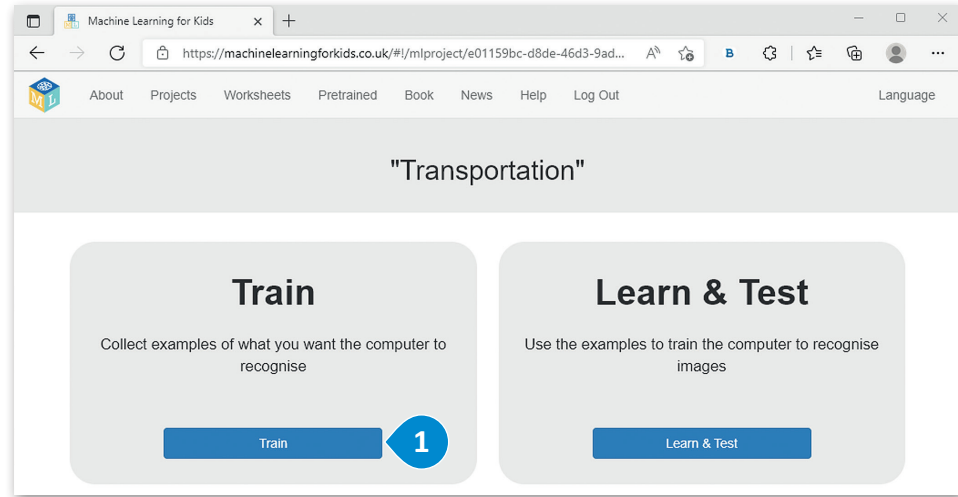 Machine Learning for Kids
https://machinelearningforkids.co.uk/#!/mlproject/e01159bc-d8de-46d3-9ad...
B
ML
About Projects Worksheets Pretrained Book News Help Log Out Language
"Transportation"
Train
Collect examples of what you want the computer to
recognise
Train
1
Learn & Test
Use the examples to train the computer to recognise
images
Learn & Test